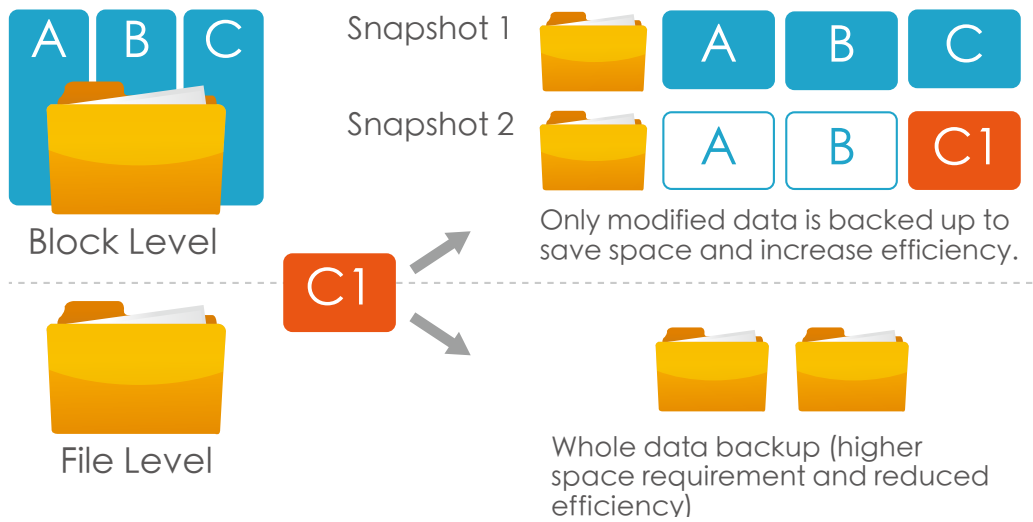 A B C
Block Level
Snapshot 1
A B C
Snapshot 2
A B C1
Only modified data is backed up to
save space and increase efficiency.
C1
File Level
Whole data backup (higher
space requirement and reduced
efficiency)